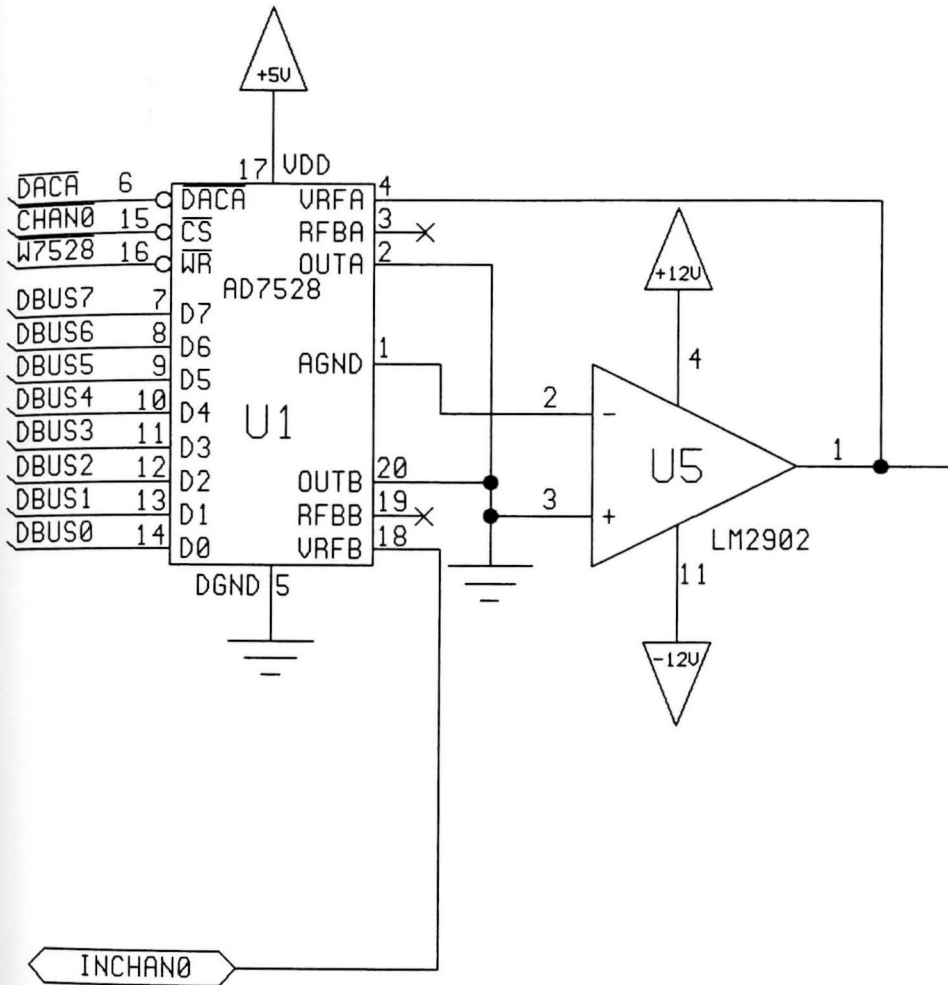 +5V
17 VDD
DACA 6 DACA VRFA 4
CHAN0 15 CS RFBA 3
W7528 16 WR OUTA 2
+12V
AD7528
DBUS7 7 D7
DBUS6 8 D6
DBUS5 9 D5
AGND 1
4
DBUS4 10 D4
2 -
DBUS3 11 D3
U1
DBUS2 12 D2
OUTB 20
U5
1
DBUS1 13 D1
RFBB 19
3 +
DBUS0 14 D0
VRFB 18
LM2902
DGND 5
11
-12V
INCHAN0